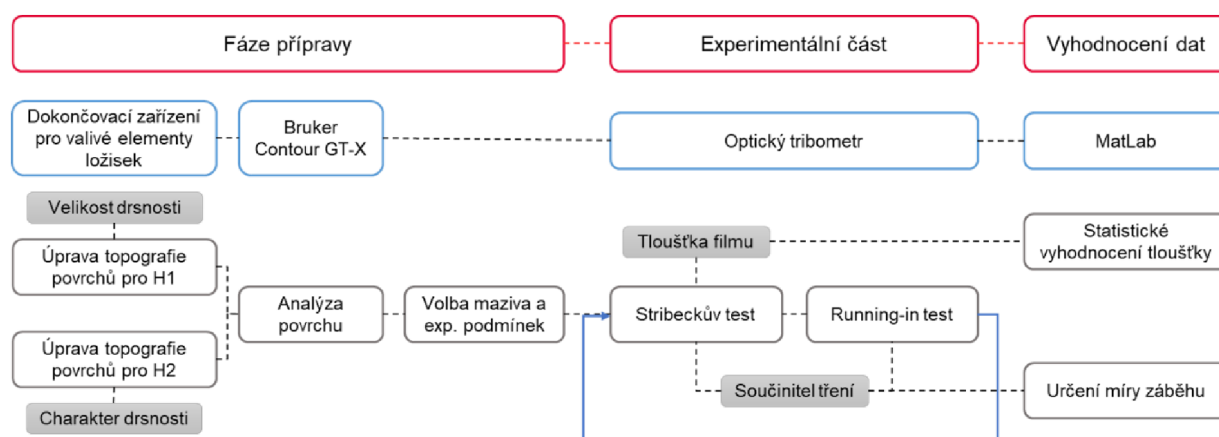 Fáze přípravy
Experimentální část
Vyhodnocení dat
Dokončovací zařízení
pro valivé elementy
ložisek
Bruker
Contour GT-X
Optický tribometr
MatLab
Velikost drsnosti
Úprava topografie
povrchů pro H1
Tloušťka filmu
Statistické
vyhodnocení tloušťky
Analýza
povrchu
Volba maziva a
exp. podmínek
Stribeckův test
Running-in test
Úprava topografie
povrchů pro H2
Charakter drsnosti
Součinitel tření
Určení míry záběhu